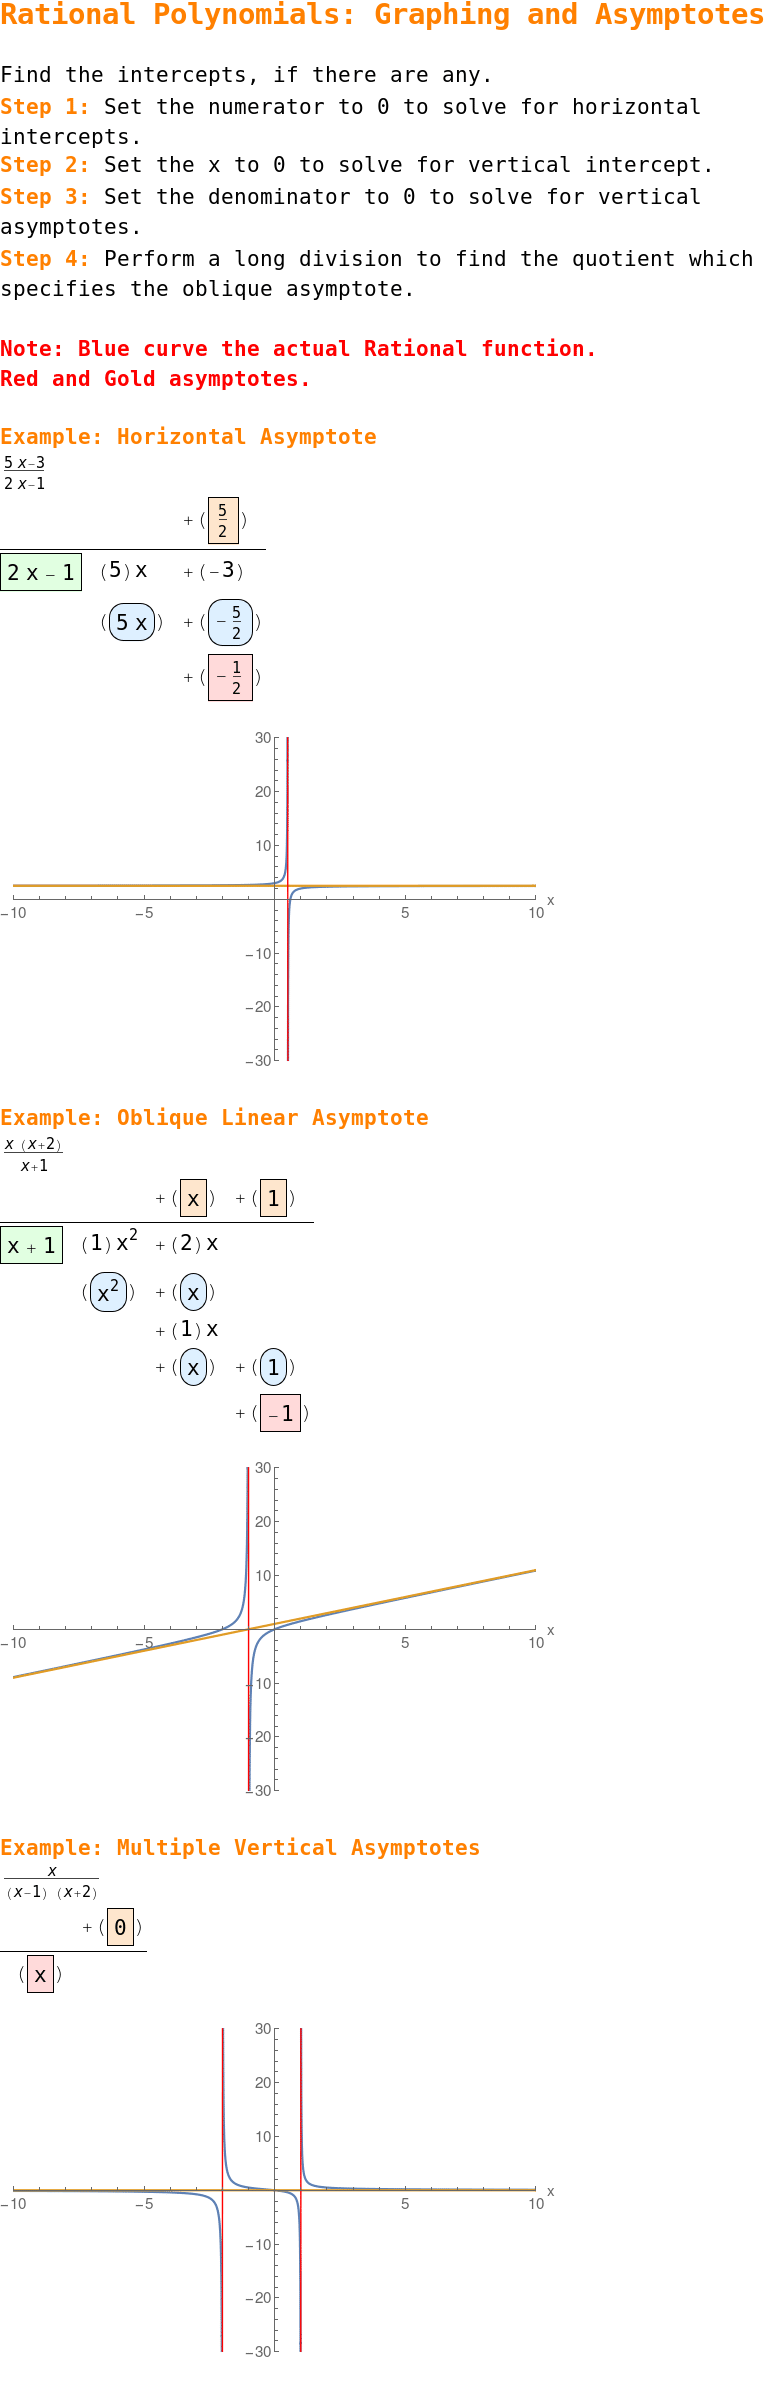 Rational Polynomials: Graphing and Asymptotes
Find the intercepts, if there are any.
Step 1: Set the numerator to 0 to solve for horizontal
intercepts.
Step 2: Set the x to 0 to solve for vertical intercept.
Step 3: Set the denominator to 0 to solve for vertical
asymptotes.
Step 4: Perform a long division to find the quotient which
specifies the oblique asymptote.
Note: Blue curve the actual Rational function.
Red and Gold asymptotes.
Example: Horizontal Asymptote
5 x−3
2 x−1
+ ( 5/2 )
2 x − 1 (5) x + (−3)
(5 x) + (− 5/2)
+ (− 1/2)
30
20
10
−10 −5 5 10 x
−10
−20
−30
Example: Oblique Linear Asymptote
x (x+2)
x+1
+ (x) + (1)
x + 1 (1) x² + (2) x
(x²) + (x)
+ (1) x
+ (x) + (1)
+ (−1)
30
20
10
−10 −5 5 10 x
−10
−20
−30
Example: Multiple Vertical Asymptotes
x
(x−1) (x+2)
+ (0)
(x)
30
20
10
−10 −5 5 10 x
−10
−20
−30